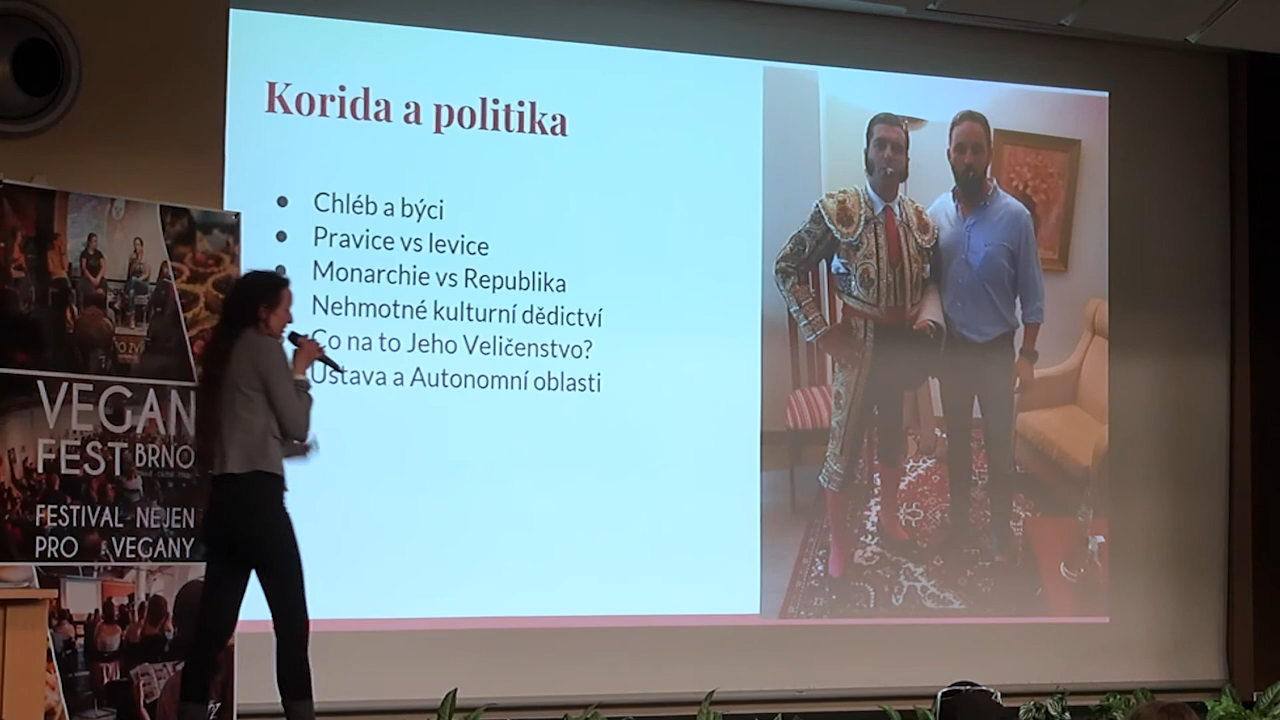 Korida a politika
Chléb a býci
Pravice vs levice
Monarchie vs Republika
Nehmotné kulturní dědictví
Co na to Jeho Veličenstvo?
Ústava a Autonomní oblasti
VEGAN
FEST BRNO
FESTIVAL NEJEN
PRO VEGANY